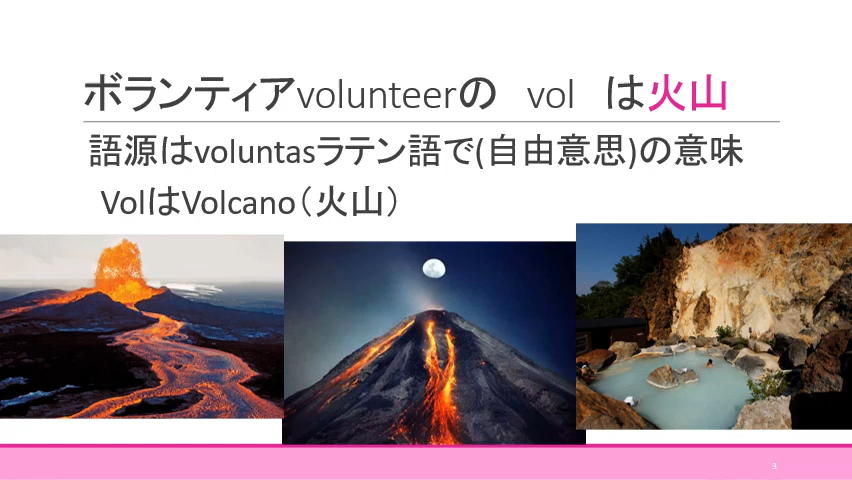 ボランティアvolunteerの　vol　は火山
語源はvoluntasラテン語で(自由意思)の意味
VolはVolcano（火山）
3